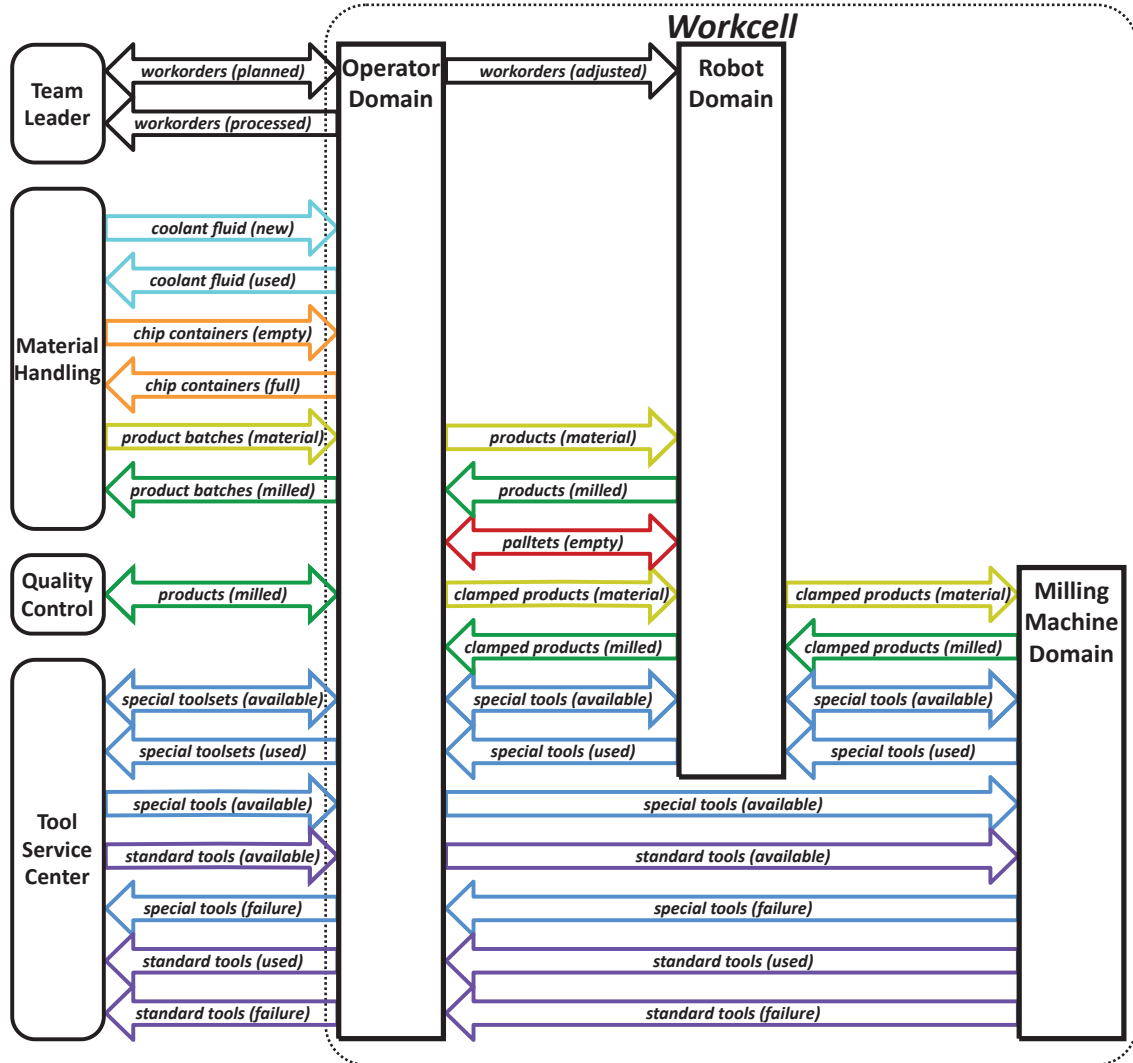 Workcell
Team
Leader
workorders (planned)
Operator
Domain
workorders (adjusted)
Robot
Domain
workorders (processed)
Material
Handling
coolant fluid (new)
coolant fluid (used)
chip containers (empty)
chip containers (full)
product batches (material)
products (material)
product batches (milled)
products (milled)
palltets (empty)
Quality
Control
products (milled)
clamped products (material)
clamped products (material)
Milling
Machine
Domain
clamped products (milled)
clamped products (milled)
Tool
Service
Center
special toolsets (available)
special tools (available)
special tools (available)
special toolsets (used)
special tools (used)
special tools (used)
special tools (available)
special tools (available)
standard tools (available)
standard tools (available)
special tools (failure)
special tools (failure)
standard tools (used)
standard tools (used)
standard tools (failure)
standard tools (failure)